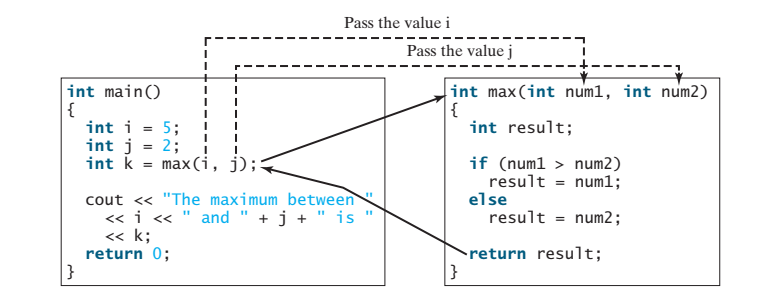 Pass the value i
Pass the value j
int main()
{
  int i = 5;
  int j = 2;
  int k = max(i, j);

  cout << "The maximum between "
    << i << " and " + j + " is "
    << k;
  return 0;
}
int max(int num1, int num2)
{
  int result;

  if (num1 > num2)
    result = num1;
  else
    result = num2;

  return result;
}